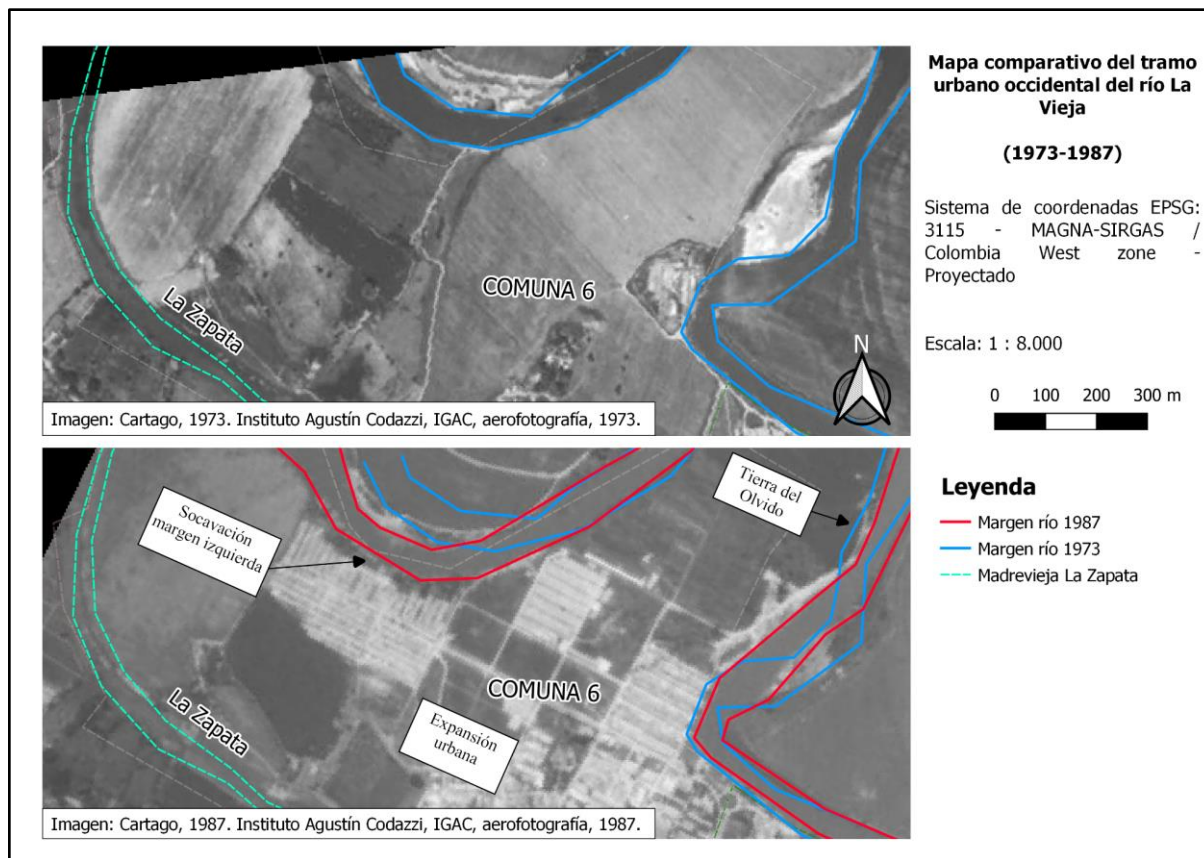 Mapa comparativo del tramo
urbano occidental del río La
Vieja
(1973-1987)
Sistema de coordenadas EPSG:
3115 - MAGNA-SIRGAS /
Colombia West zone -
Proyectado
Escala: 1 : 8.000
0 100 200 300 m
Leyenda
Margen río 1987
Margen río 1973
Madrevieja La Zapata
La Zapata
COMUNA 6
N
Imagen: Cartago, 1973. Instituto Agustín Codazzi, IGAC, aerofotografía, 1973.
Socavación
margen izquierda
Tierra del
Olvido
La Zapata
COMUNA 6
Expansión
urbana
Imagen: Cartago, 1987. Instituto Agustín Codazzi, IGAC, aerofotografía, 1987.